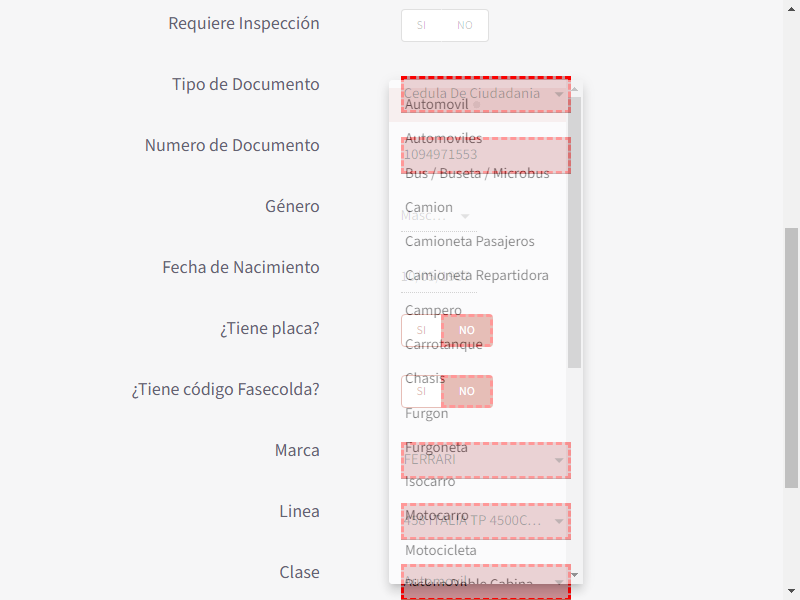 Requiere Inspección SI NO
Tipo de Documento Cedula De Ciudadania
Automovil
Automoviles
Numero de Documento 1094971553
Bus / Buseta / Microbus
Género Masc...
Camion
Camioneta Pasajeros
Fecha de Nacimiento
Camioneta Repartidora
Campero
¿Tiene placa? SI NO
Carrotanque
Chasis
¿Tiene código Fasecolda? SI NO
Furgon
Furgoneta
Marca FERRARI
Isocarro
Motocarro
Linea 458 ITALIA TP 4500C...
Motocicleta
Clase Automovil
Doble Cabina